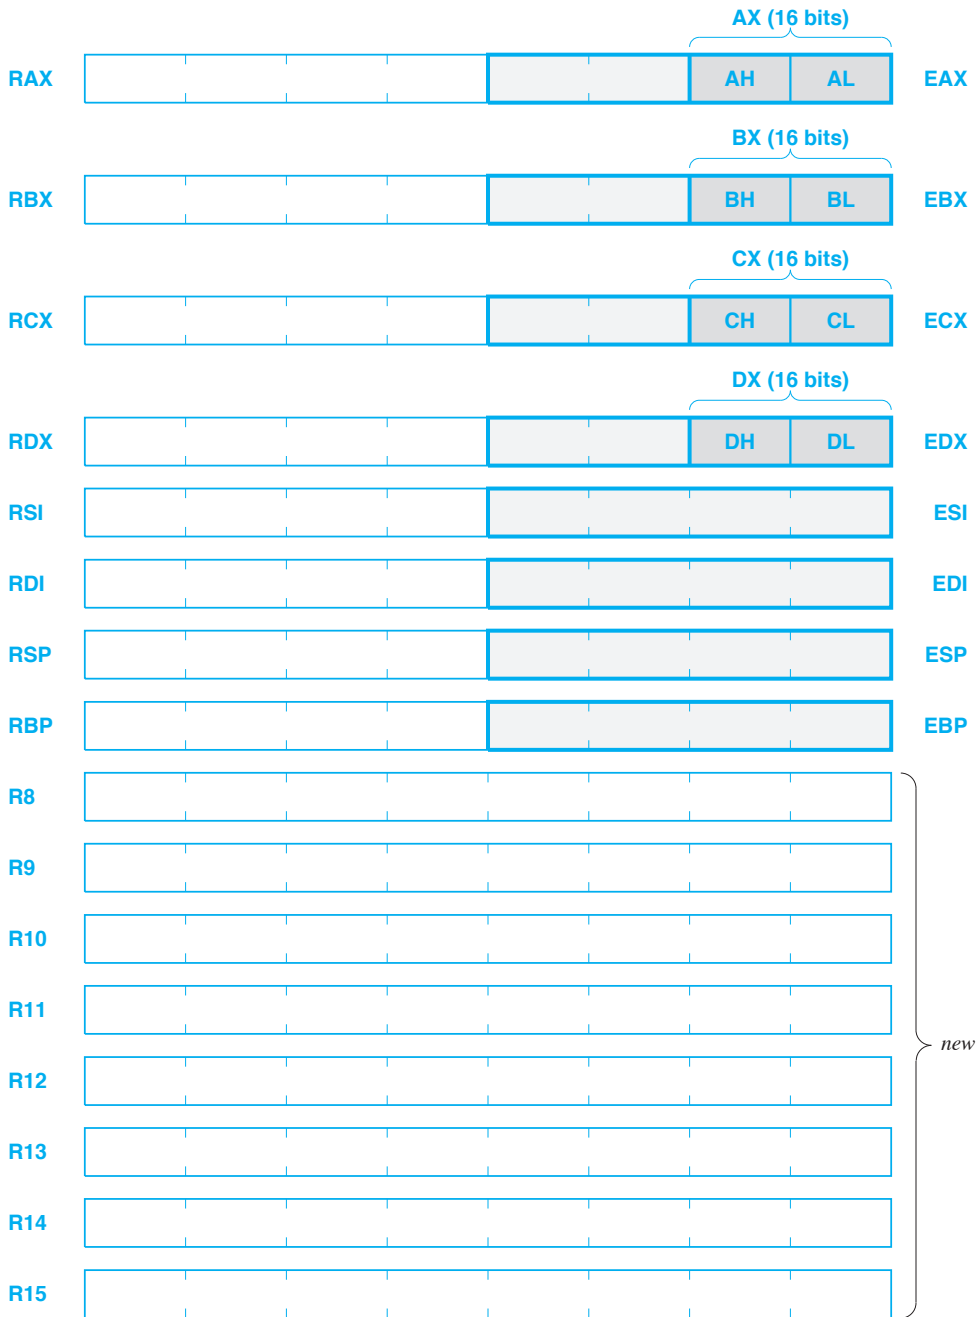 AX (16 bits)
RAX AH AL EAX
BX (16 bits)
RBX BH BL EBX
CX (16 bits)
RCX CH CL ECX
DX (16 bits)
RDX DH DL EDX
RSI ESI
RDI EDI
RSP ESP
RBP EBP
R8
R9
R10
R11
new
R12
R13
R14
R15